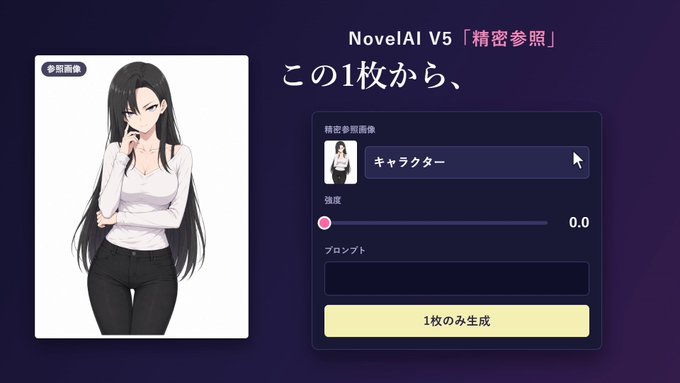 NovelAI V5「精密参照」
この1枚から、
参照画像
精密参照画像
キャラクター
強度
0.0
プロンプト
1枚のみ生成